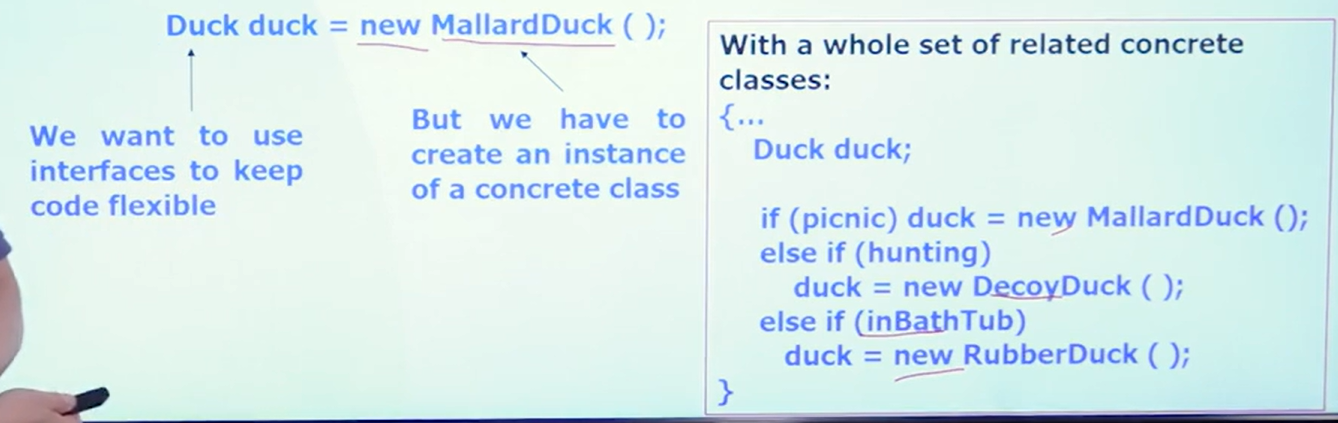 Duck duck = new MallardDuck ( );
We want to use
interfaces to keep
code flexible
But we have to
create an instance
of a concrete class
With a whole set of related concrete
classes:
{...
Duck duck;
if (picnic) duck = new MallardDuck ();
else if (hunting)
duck = new DecoyDuck ( );
else if (inBathTub)
duck = new RubberDuck ( );
}